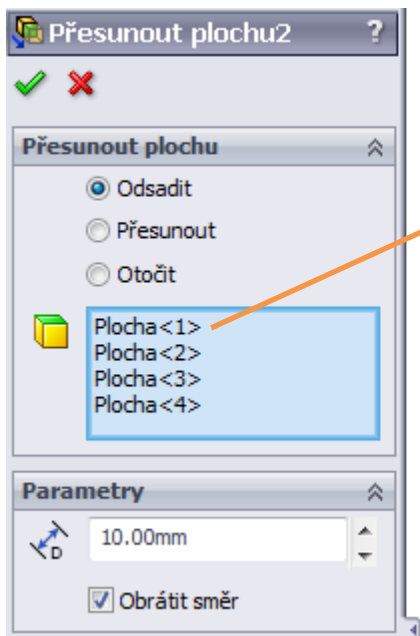 Přesunout plochu2 ?
Přesunout plochu
Odsadit
Přesunout
Otočit
Plocha<1>
Plocha<2>
Plocha<3>
Plocha<4>
Parametry
D
10.00mm
Obrátit směr